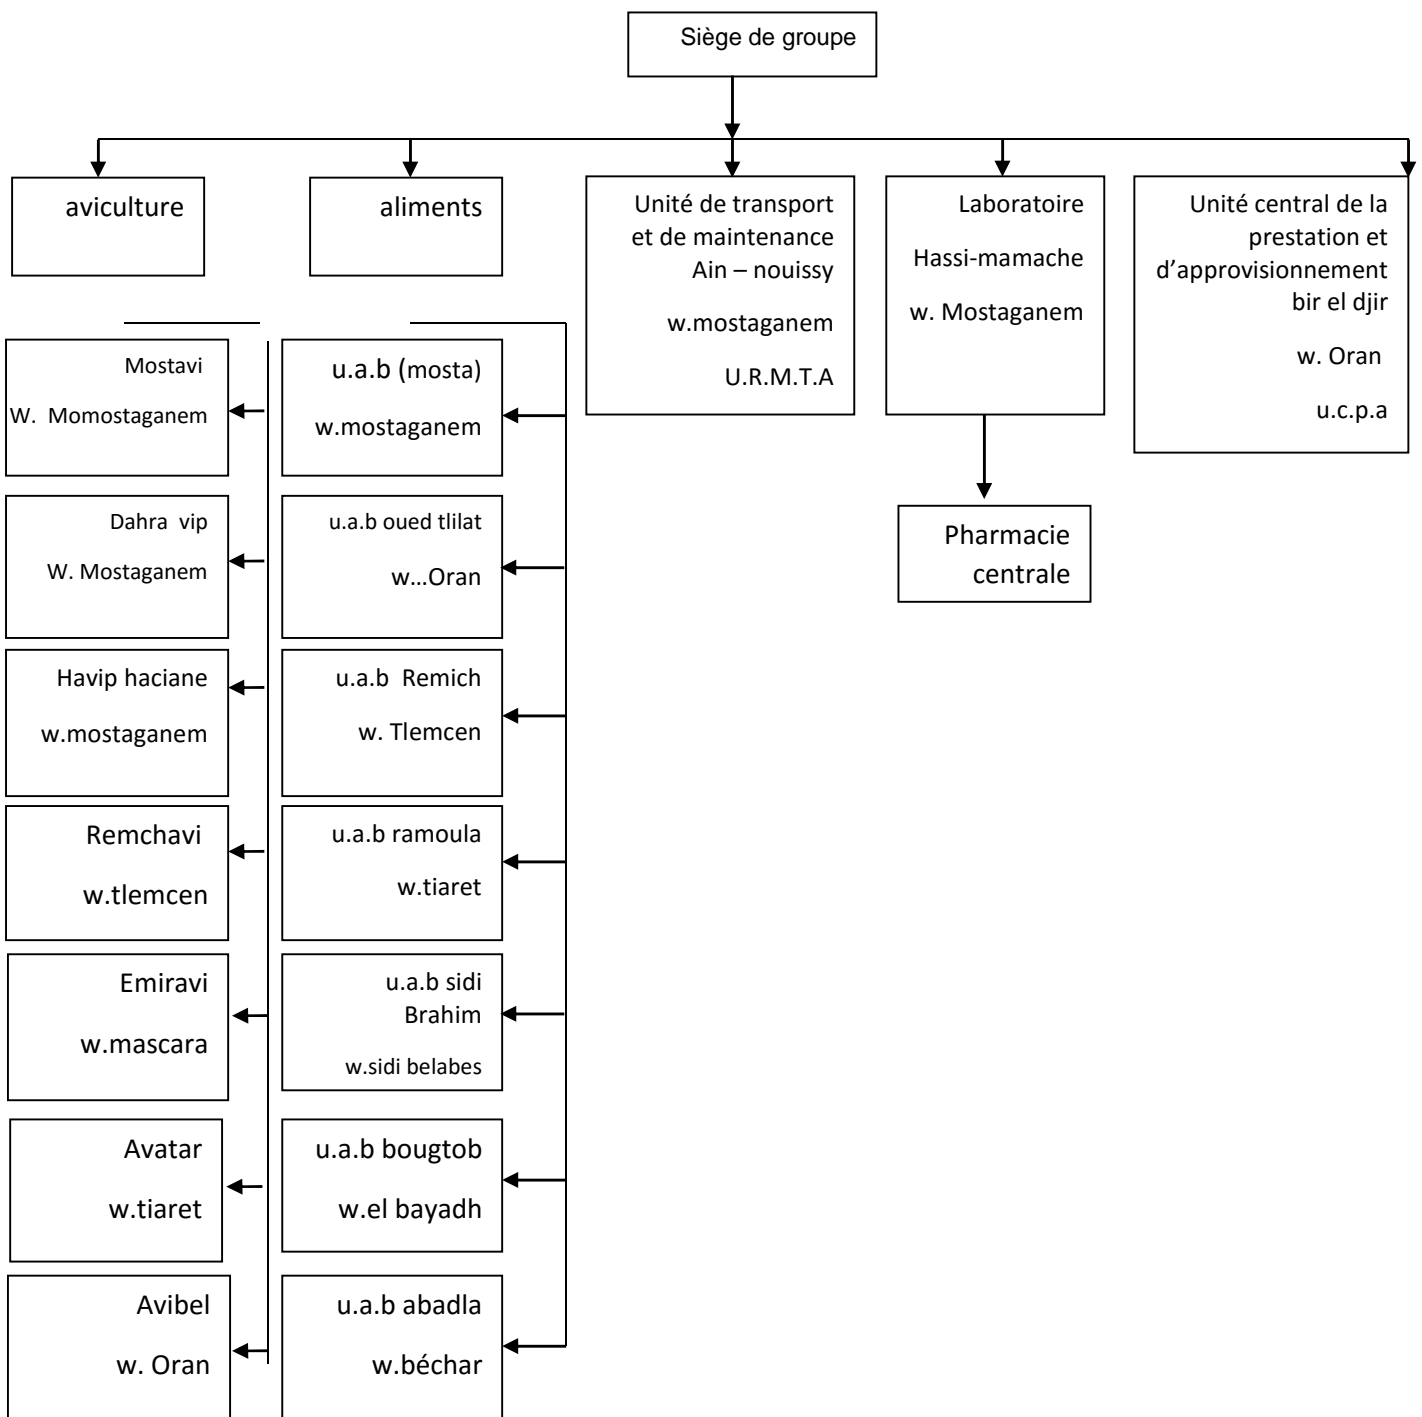 Siège de groupe
aviculture
aliments
Unité de transport
et de maintenance
Ain – nouissy
w.mostaganem
U.R.M.T.A
Laboratoire
Hassi-mamache
w. Mostaganem
Unité central de la
prestation et
d’approvisionnement
bir el djir
w. Oran
u.c.p.a
Pharmacie
centrale
Mostavi
W. Momostaganem
Dahra vip
W. Mostaganem
Havip haciane
w.mostaganem
Remchavi
w.tlemcen
Emiravi
w.mascara
Avatar
w.tiaret
Avibel
w. Oran
u.a.b (mosta)
w.mostaganem
u.a.b oued tlilat
w...Oran
u.a.b Remich
w. Tlemcen
u.a.b ramoula
w.tiaret
u.a.b sidi
Brahim
w.sidi belabes
u.a.b bougtob
w.el bayadh
u.a.b abadla
w.béchar